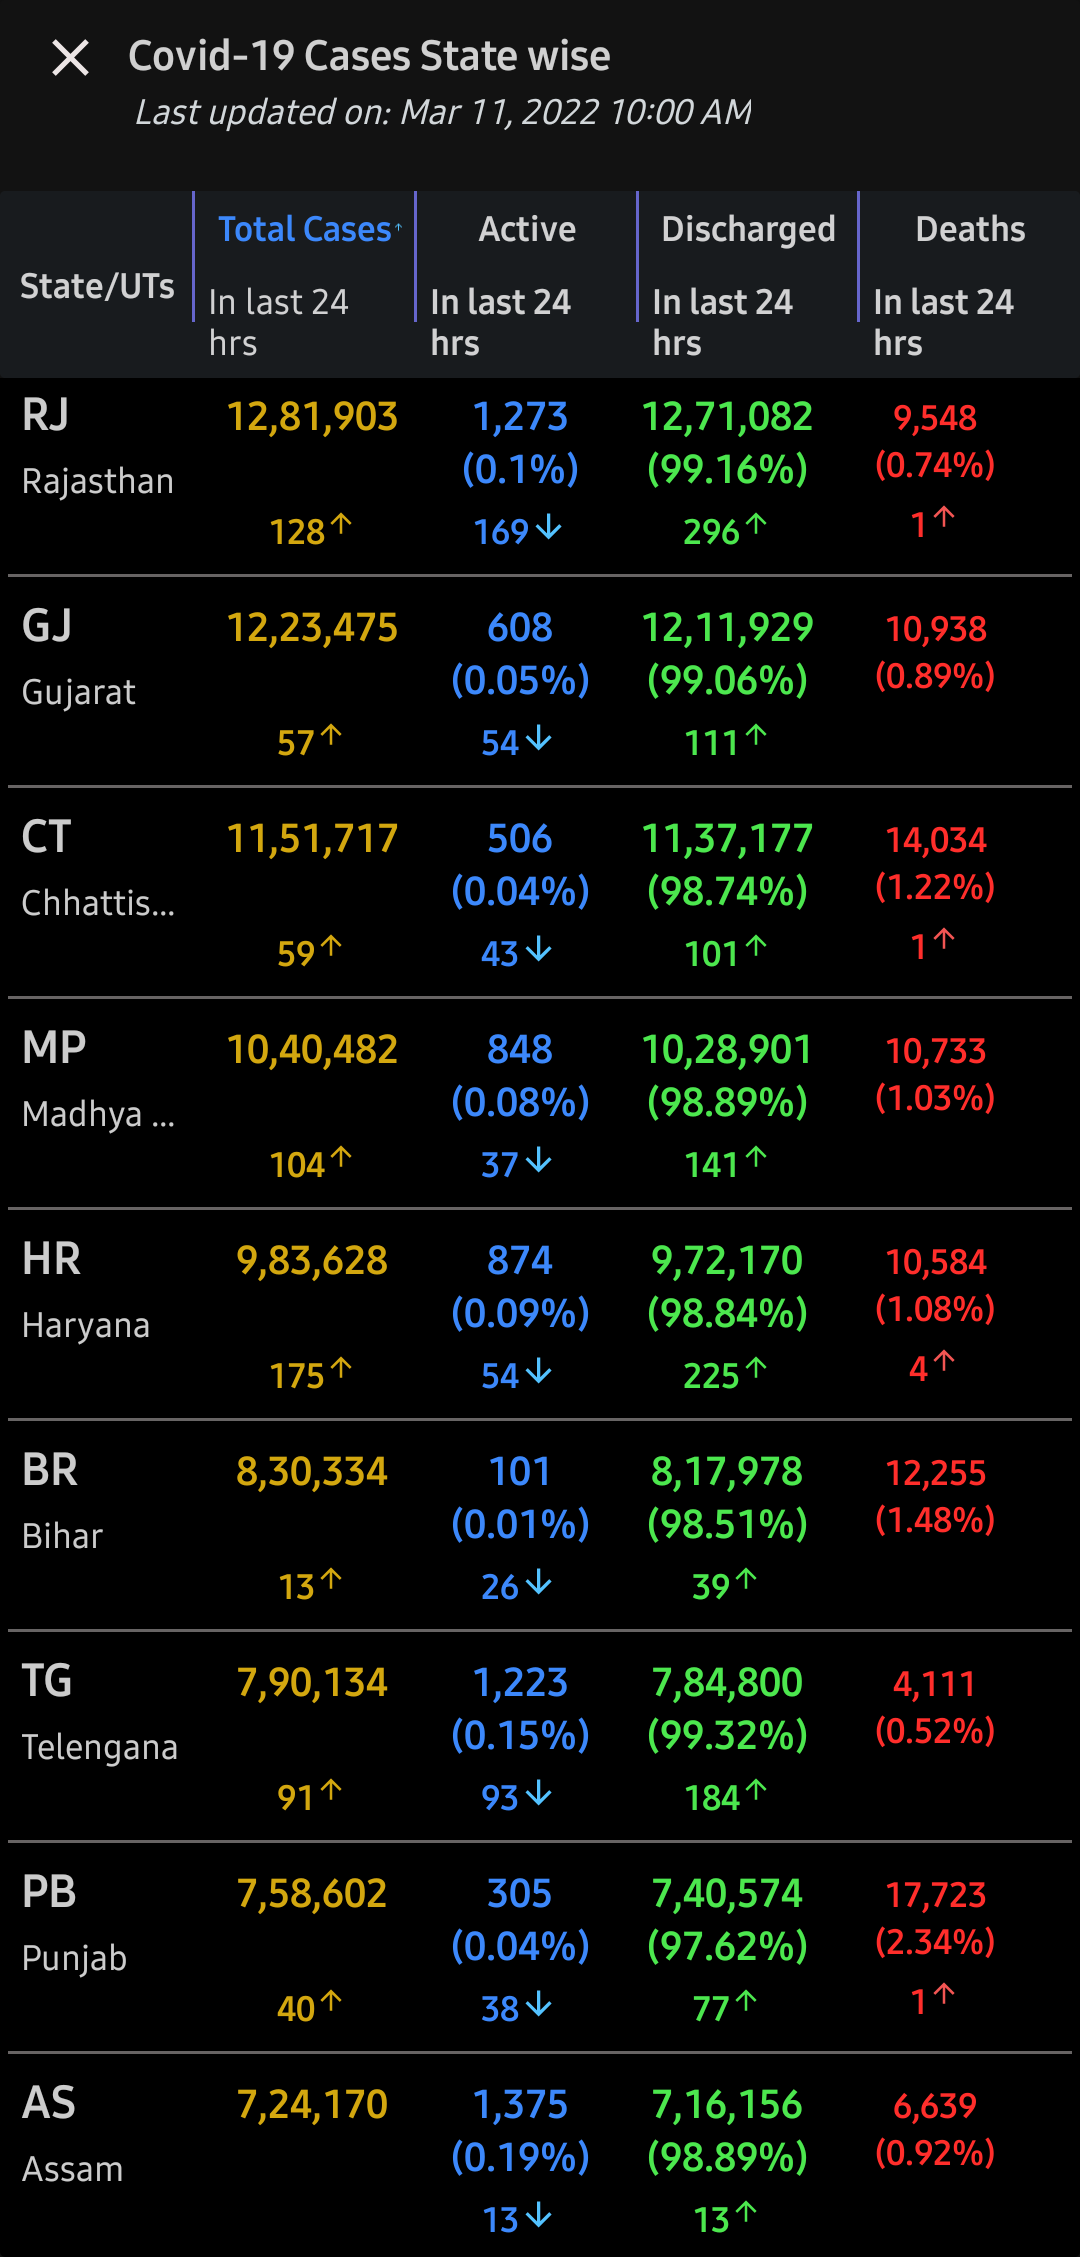 Covid-19 Cases State wise
Last updated on: Mar 11, 2022 10:00 AM
State/UTs Total Cases↑ Active Discharged Deaths
In last 24 hrs In last 24 hrs In last 24 hrs In last 24 hrs
RJ 12,81,903 1,273 12,71,082 9,548
Rajasthan (0.1%) (99.16%) (0.74%)
128↑ 169↓ 296↑ 1↑
GJ 12,23,475 608 12,11,929 10,938
Gujarat (0.05%) (99.06%) (0.89%)
57↑ 54↓ 111↑
CT 11,51,717 506 11,37,177 14,034
Chhattis... (0.04%) (98.74%) (1.22%)
59↑ 43↓ 101↑ 1↑
MP 10,40,482 848 10,28,901 10,733
Madhya ... (0.08%) (98.89%) (1.03%)
104↑ 37↓ 141↑
HR 9,83,628 874 9,72,170 10,584
Haryana (0.09%) (98.84%) (1.08%)
175↑ 54↓ 225↑ 4↑
BR 8,30,334 101 8,17,978 12,255
Bihar (0.01%) (98.51%) (1.48%)
13↑ 26↓ 39↑
TG 7,90,134 1,223 7,84,800 4,111
Telengana (0.15%) (99.32%) (0.52%)
91↑ 93↓ 184↑
PB 7,58,602 305 7,40,574 17,723
Punjab (0.04%) (97.62%) (2.34%)
40↑ 38↓ 77↑ 1↑
AS 7,24,170 1,375 7,16,156 6,639
Assam (0.19%) (98.89%) (0.92%)
13↓ 13↑